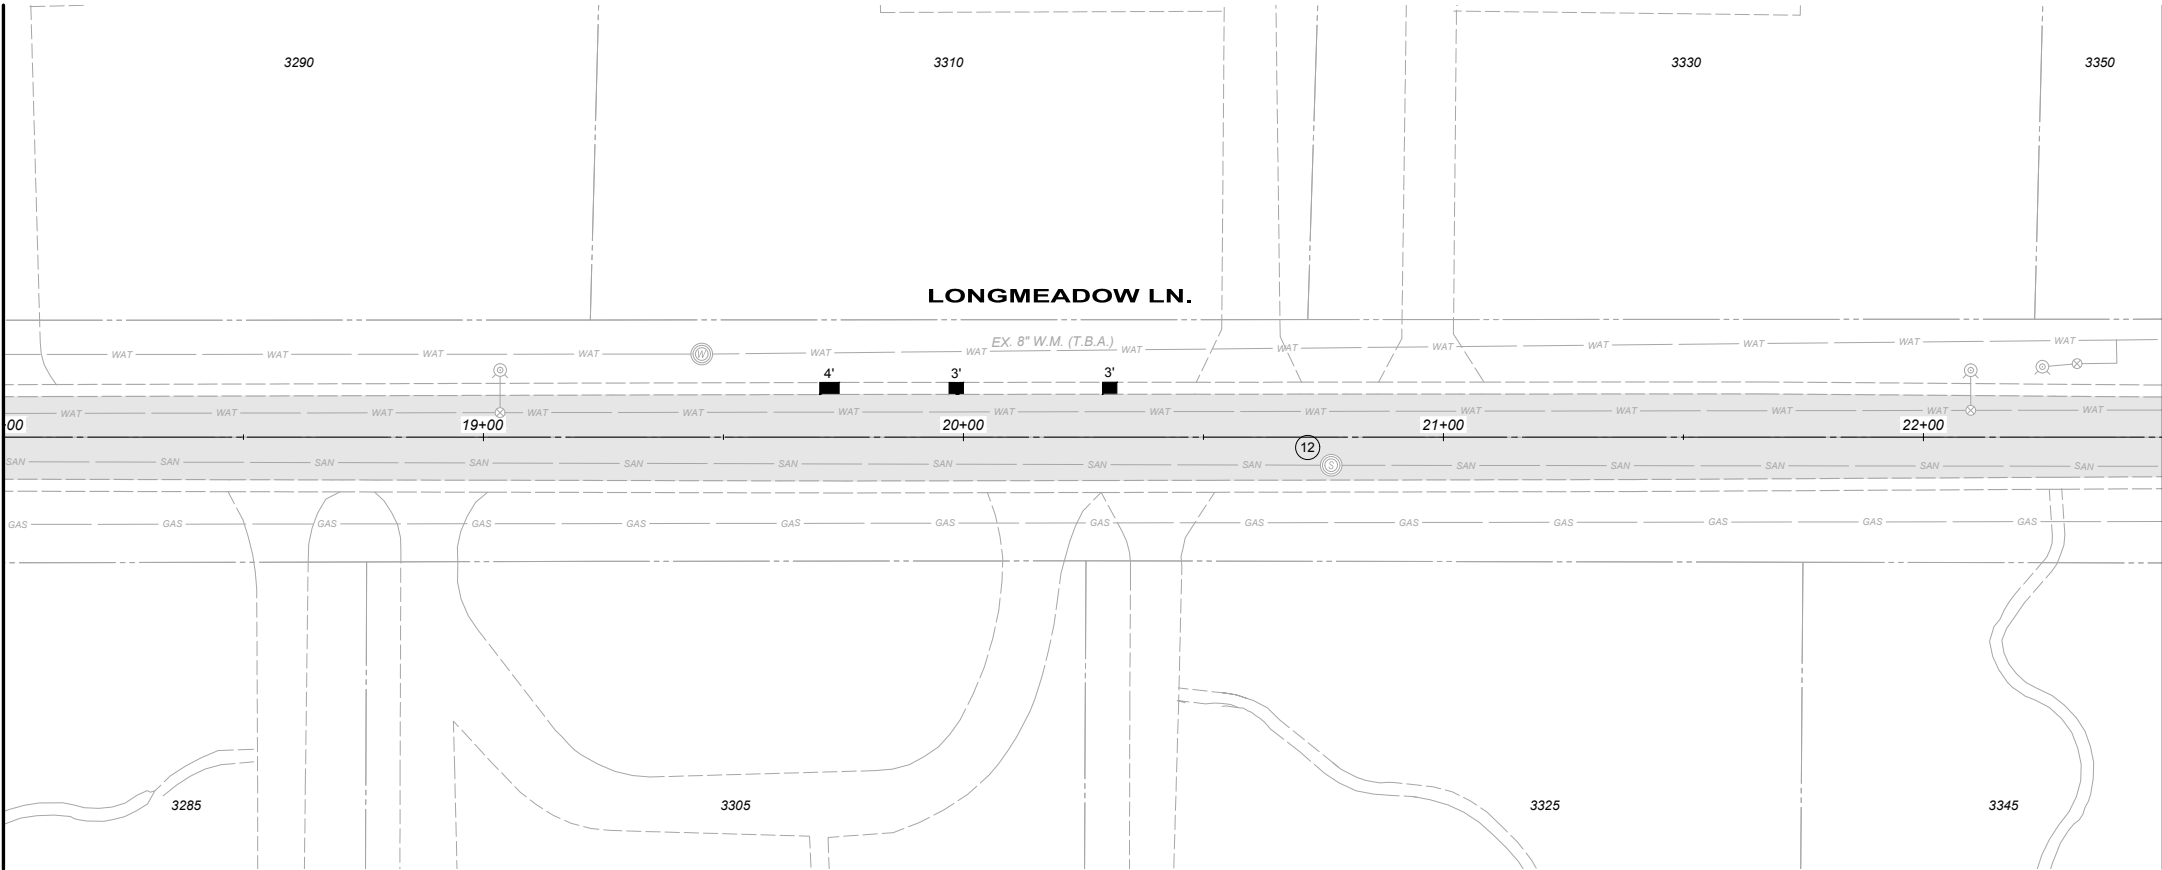 3290 3310 3330 3350
LONGMEADOW LN.
EX. 8" W.M. (T.B.A.)
WAT WAT WAT WAT W WAT WAT WAT WAT WAT WAT WAT WAT WAT
4' 3' 3'
WAT WAT WAT WAT WAT WAT WAT WAT WAT WAT WAT WAT WAT WAT
+00 19+00 20+00 21+00 22+00
12
SAN SAN SAN SAN SAN SAN SAN SAN SAN S SAN SAN SAN SAN SAN
GAS GAS GAS GAS GAS GAS GAS GAS GAS GAS GAS GAS GAS GAS
3285 3305 3325 3345